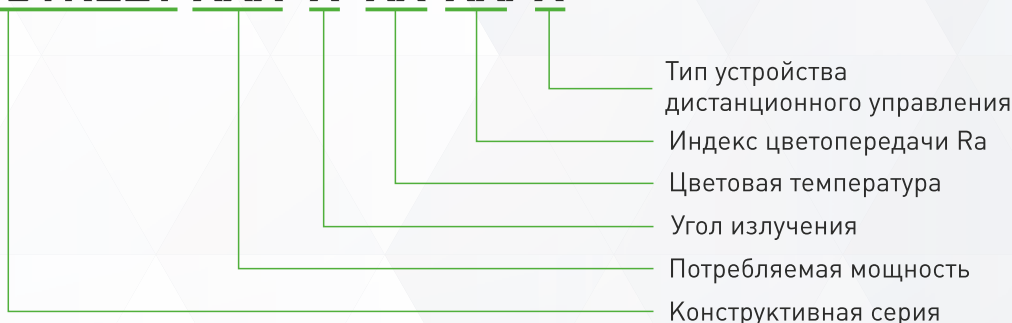 Тип устройства
дистанционного управления
Индекс цветопередачи Ra
Цветовая температура
Угол излучения
Потребляемая мощность
Конструктивная серия